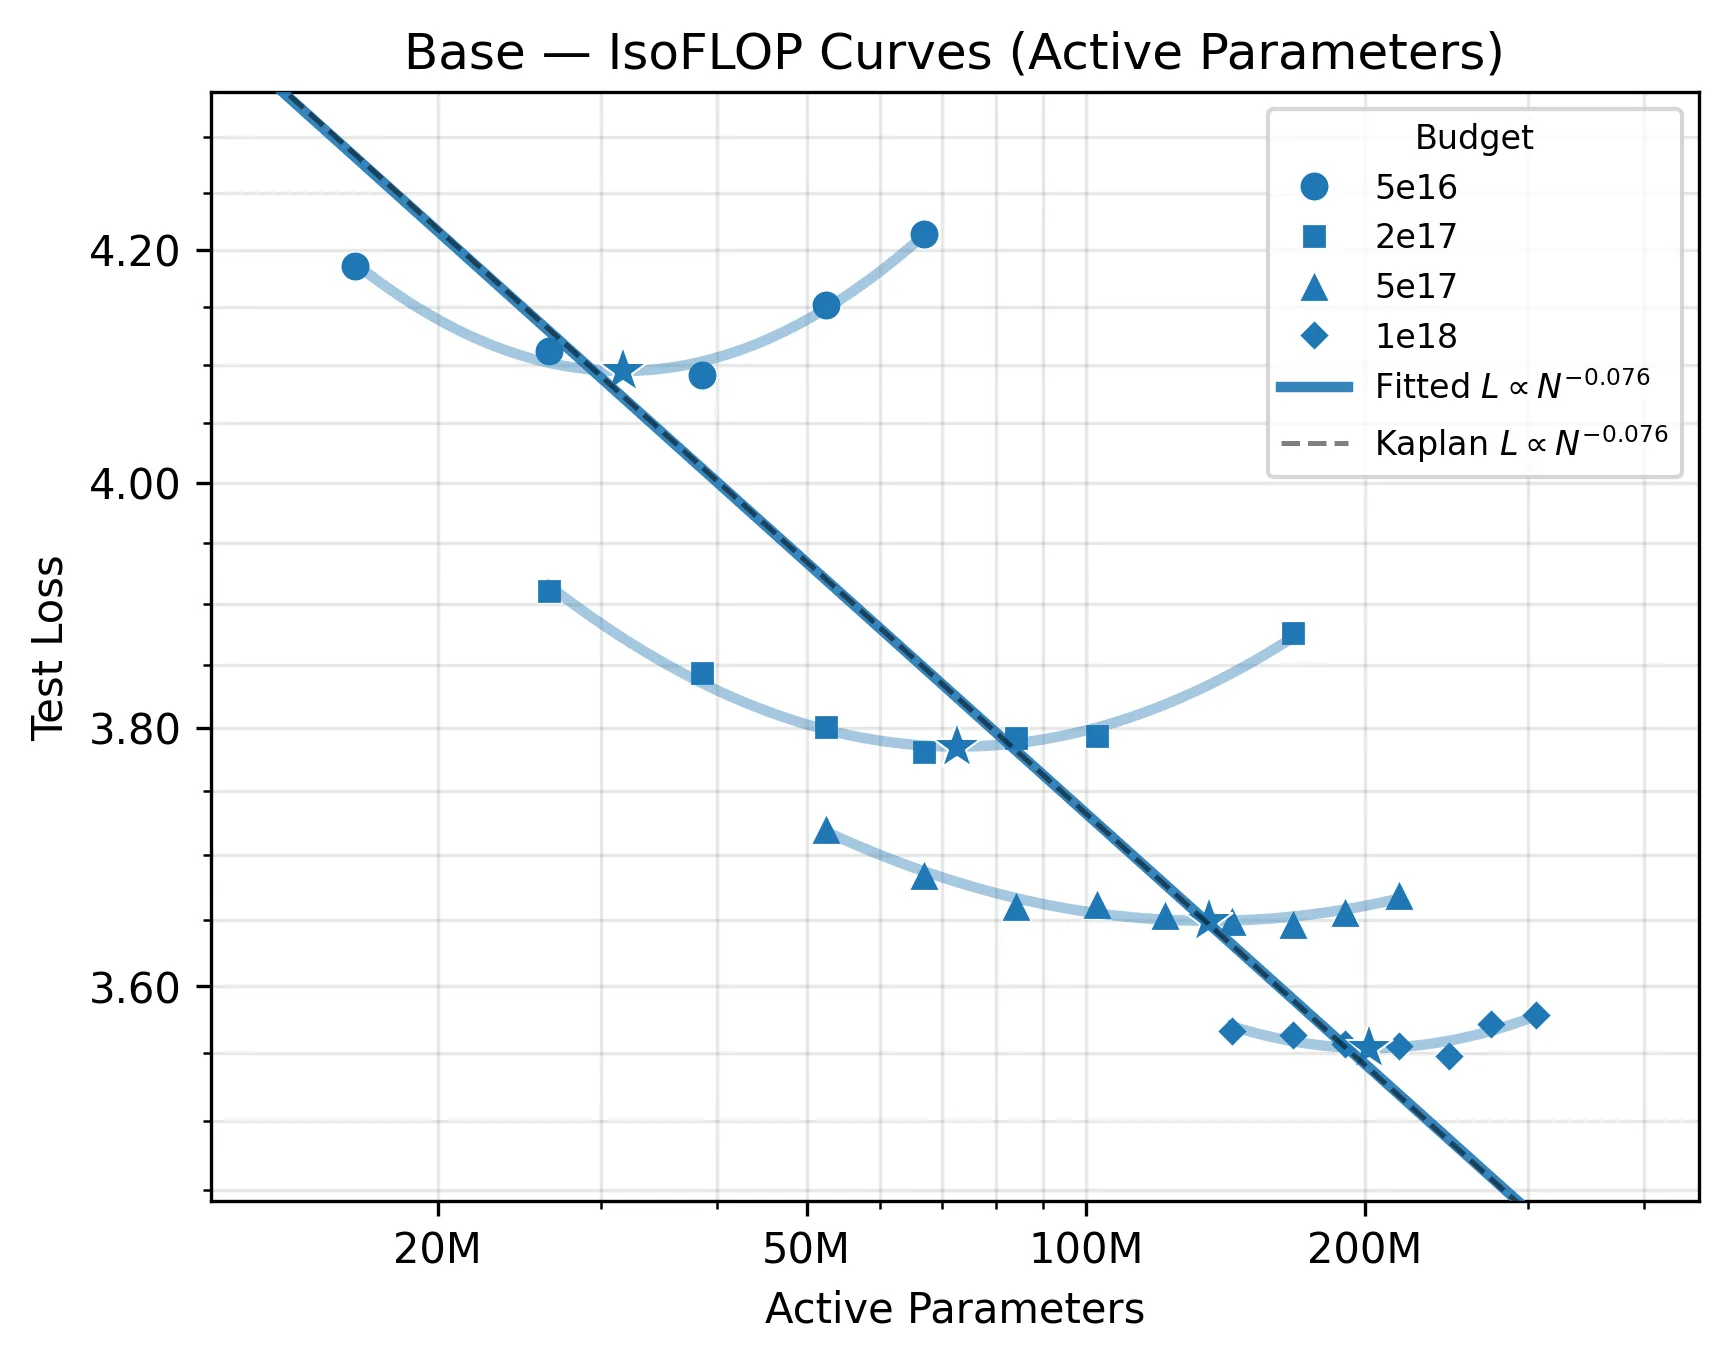 Base — IsoFLOP Curves (Active Parameters)
Budget
5e16
2e17
5e17
1e18
Fitted L ∝ N^−0.076
Kaplan L ∝ N^−0.076
4.20
4.00
3.80
3.60
Test Loss
20M
50M
100M
200M
Active Parameters